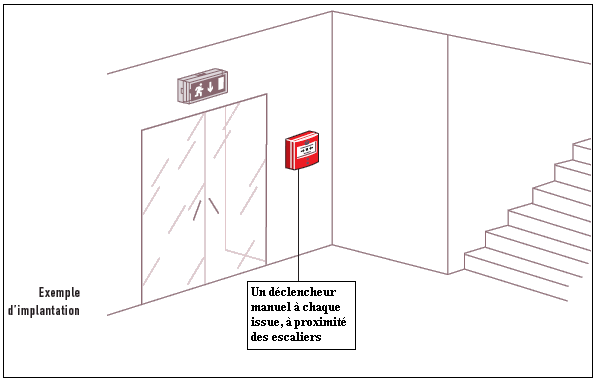 Exemple
d'implantation
Un déclencheur
manuel à chaque
issue, à proximité
des escaliers